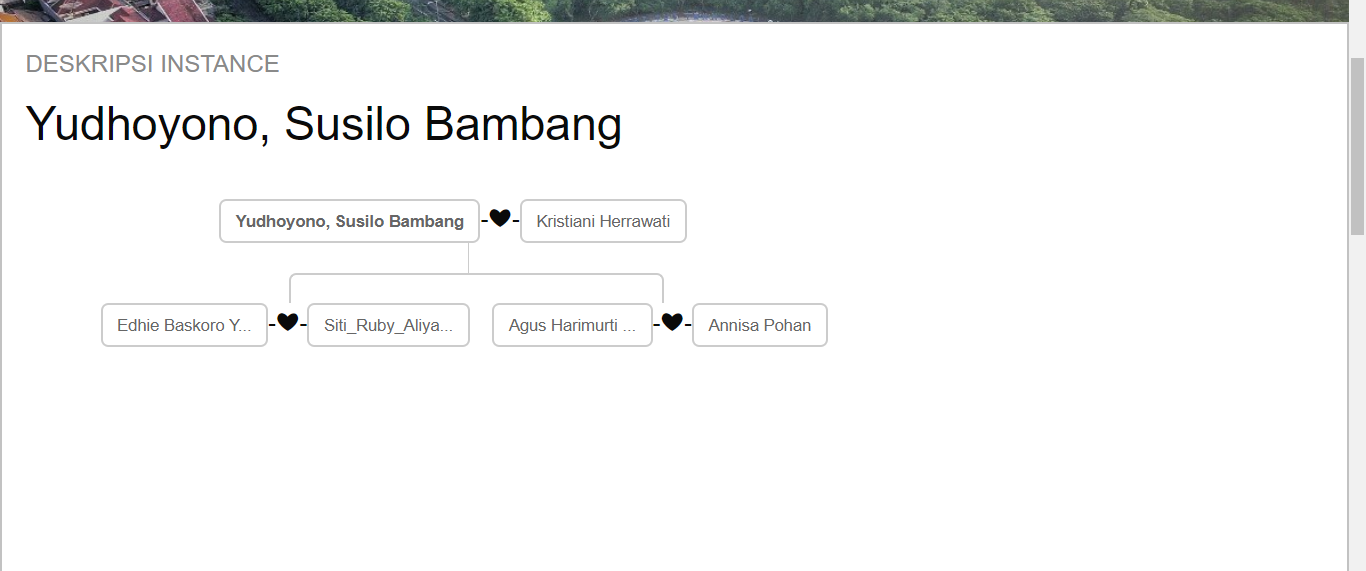 DESKRIPSI INSTANCE
Yudhoyono, Susilo Bambang
Yudhoyono, Susilo Bambang Kristiani Herrawati
Edhie Baskoro Y... Siti_Ruby_Aliya... Agus Harimurti ... Annisa Pohan